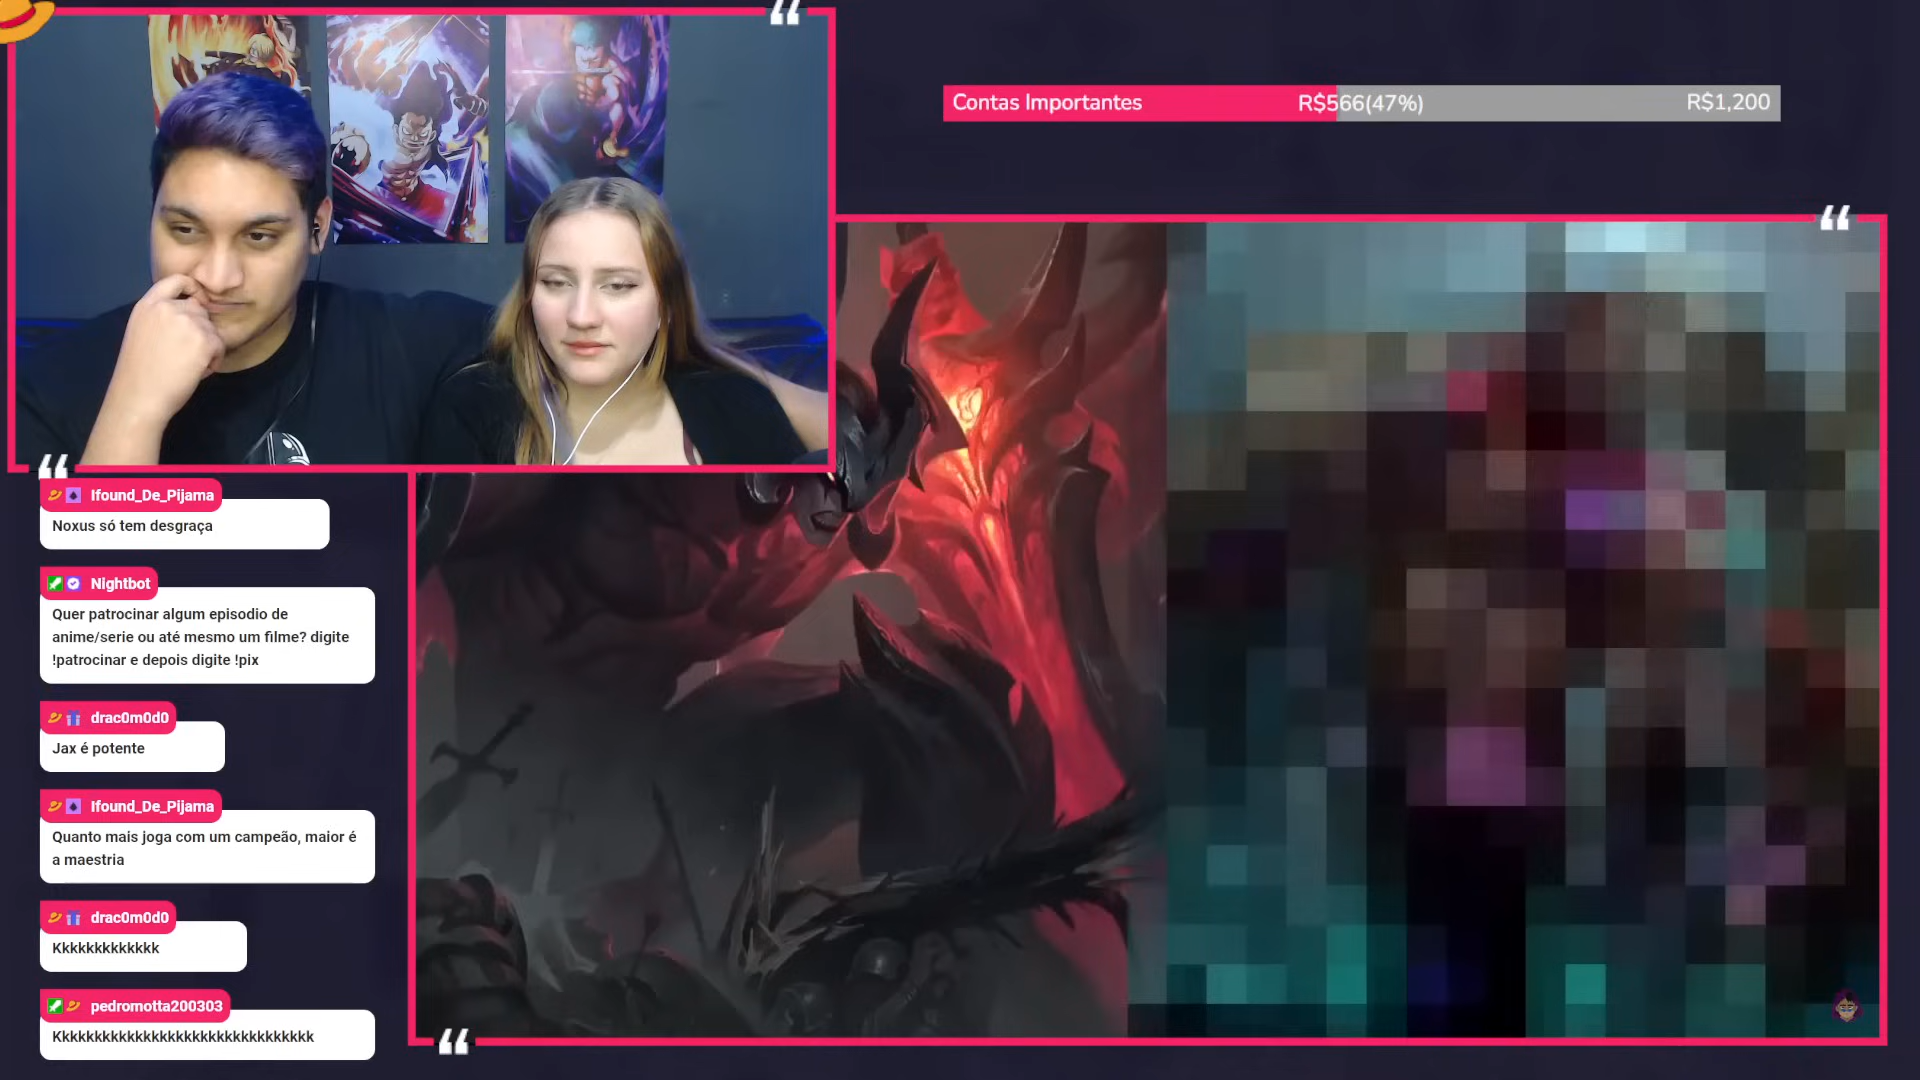 Contas Importantes R$566(47%) R$1,200
Ifound_De_Pijama
Noxus só tem desgraça
Nightbot
Quer patrocinar algum episodio de
anime/serie ou até mesmo um filme? digite
!patrocinar e depois digite !pix
drac0m0d0
Jax é potente
Ifound_De_Pijama
Quanto mais joga com um campeão, maior é
a maestria
drac0m0d0
Kkkkkkkkkkkkk
pedromotta200303
Kkkkkkkkkkkkkkkkkkkkkkkkkkkkkkkk